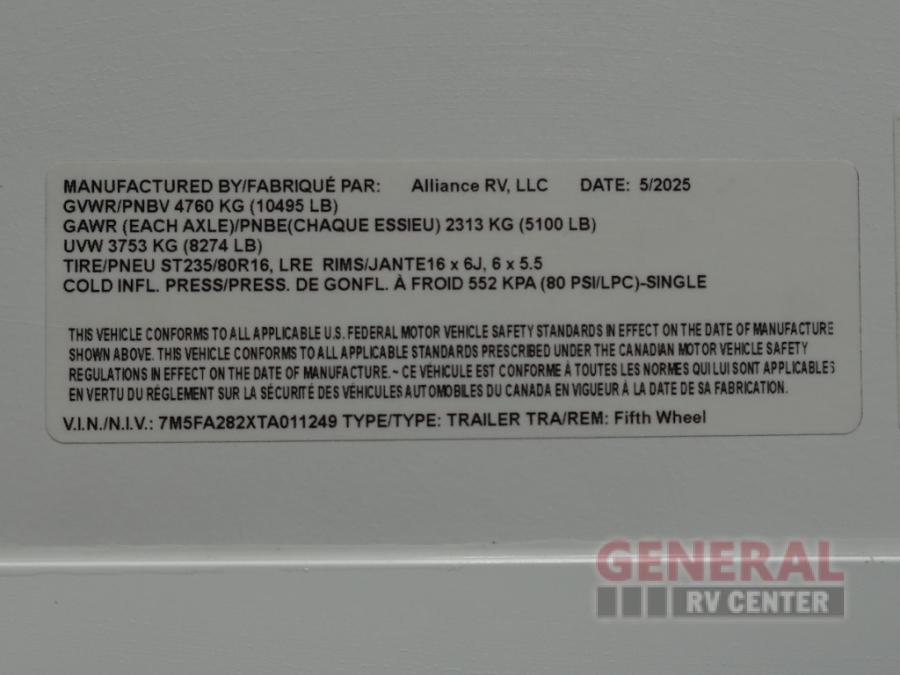 MANUFACTURED BY/FABRIQUÉ PAR: Alliance RV, LLC DATE: 5/2025
GVWR/PNBV 4760 KG (10495 LB)
GAWR (EACH AXLE)/PNBE(CHAQUE ESSIEU) 2313 KG (5100 LB)
UVW 3753 KG (8274 LB)
TIRE/PNEU ST235/80R16, LRE RIMS/JANTE16 x 6J, 6 x 5.5
COLD INFL. PRESS/PRESS. DE GONFL. À FROID 552 KPA (80 PSI/LPC)-SINGLE
THIS VEHICLE CONFORMS TO ALL APPLICABLE U.S. FEDERAL MOTOR VEHICLE SAFETY STANDARDS IN EFFECT ON THE DATE OF MANUFACTURE
SHOWN ABOVE. THIS VEHICLE CONFORMS TO ALL APPLICABLE STANDARDS PRESCRIBED UNDER THE CANADIAN MOTOR VEHICLE SAFETY
REGULATIONS IN EFFECT ON THE DATE OF MANUFACTURE. ~ CE VÉHICULE EST CONFORME À TOUTES LES NORMES QUI LUI SONT APPLICABLES
EN VERTU DU RÉGLEMENT SUR LA SÉCURITÉ DES VÉHICULES AUTOMOBILES DU CANADA EN VIGUEUR À LA DATE DE SA FABRICATION.
V.I.N./N.I.V.: 7M5FA282XTA011249 TYPE/TYPE: TRAILER TRA/REM: Fifth Wheel
GENERAL
RV CENTER